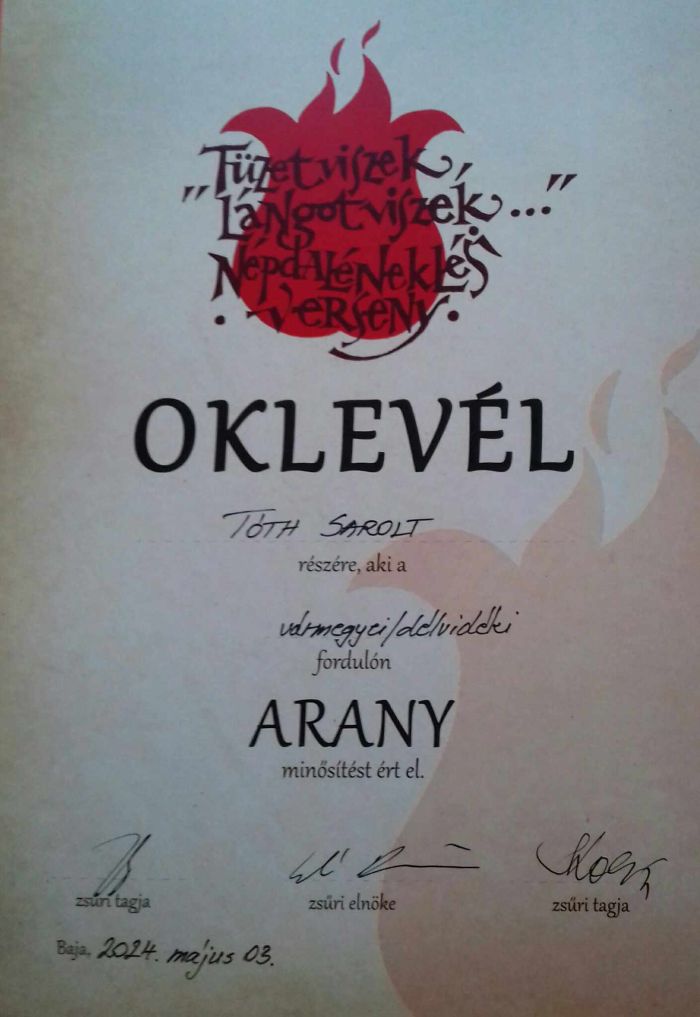 Tüzet viszek
"Lángot viszek..."
Népdaléneklés
verseny.
OKLEVÉL
TÓTH SAROLT
részére, aki a
vármegyei/délvidéki
fordulón
ARANY
minősítést ért el.
zsűri tagja
zsűri elnöke
zsűri tagja
Baja, 2024. május 03.